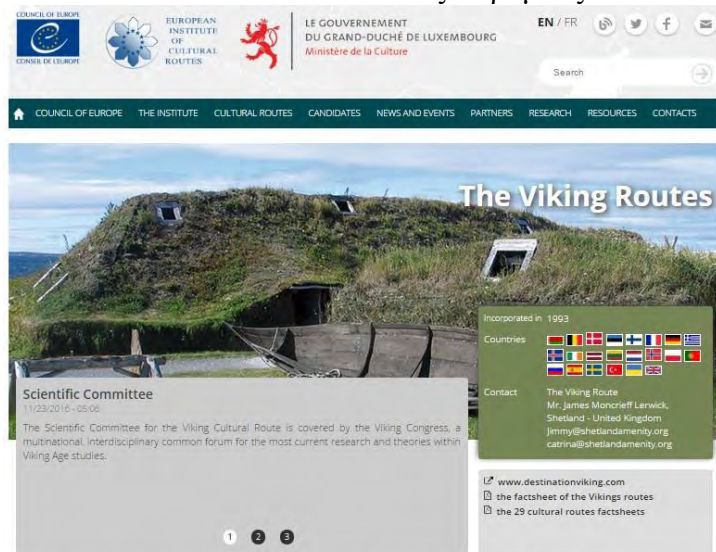 COUNCIL OF EUROPE
CONSEIL DE L'EUROPE
EUROPEAN
INSTITUTE
OF
CULTURAL
ROUTES
LE GOUVERNEMENT
DU GRAND-DUCHÉ DE LUXEMBOURG
Ministère de la Culture
EN / FR
Search
COUNCIL OF EUROPE THE INSTITUTE CULTURAL ROUTES CANDIDATES NEWS AND EVENTS PARTNERS RESEARCH RESOURCES CONTACTS
The Viking Routes
Incorporated in 1993
Countries
Contact The Viking Route
Mr. James Moncrieff Lerwick,
Shetland - United Kingdom
Jimmy@shetlandamenity.org
catrina@shetlandamenity.org
Scientific Committee
11/23/2016 - 05:06
The Scientific Committee for the Viking Cultural Route is covered by the Viking Congress, a
multinational, interdisciplinary common forum for the most current research and theories within
Viking Age studies.
1 2 3
www.destinationviking.com
the factsheet of the Vikings routes
the 29 cultural routes factsheets